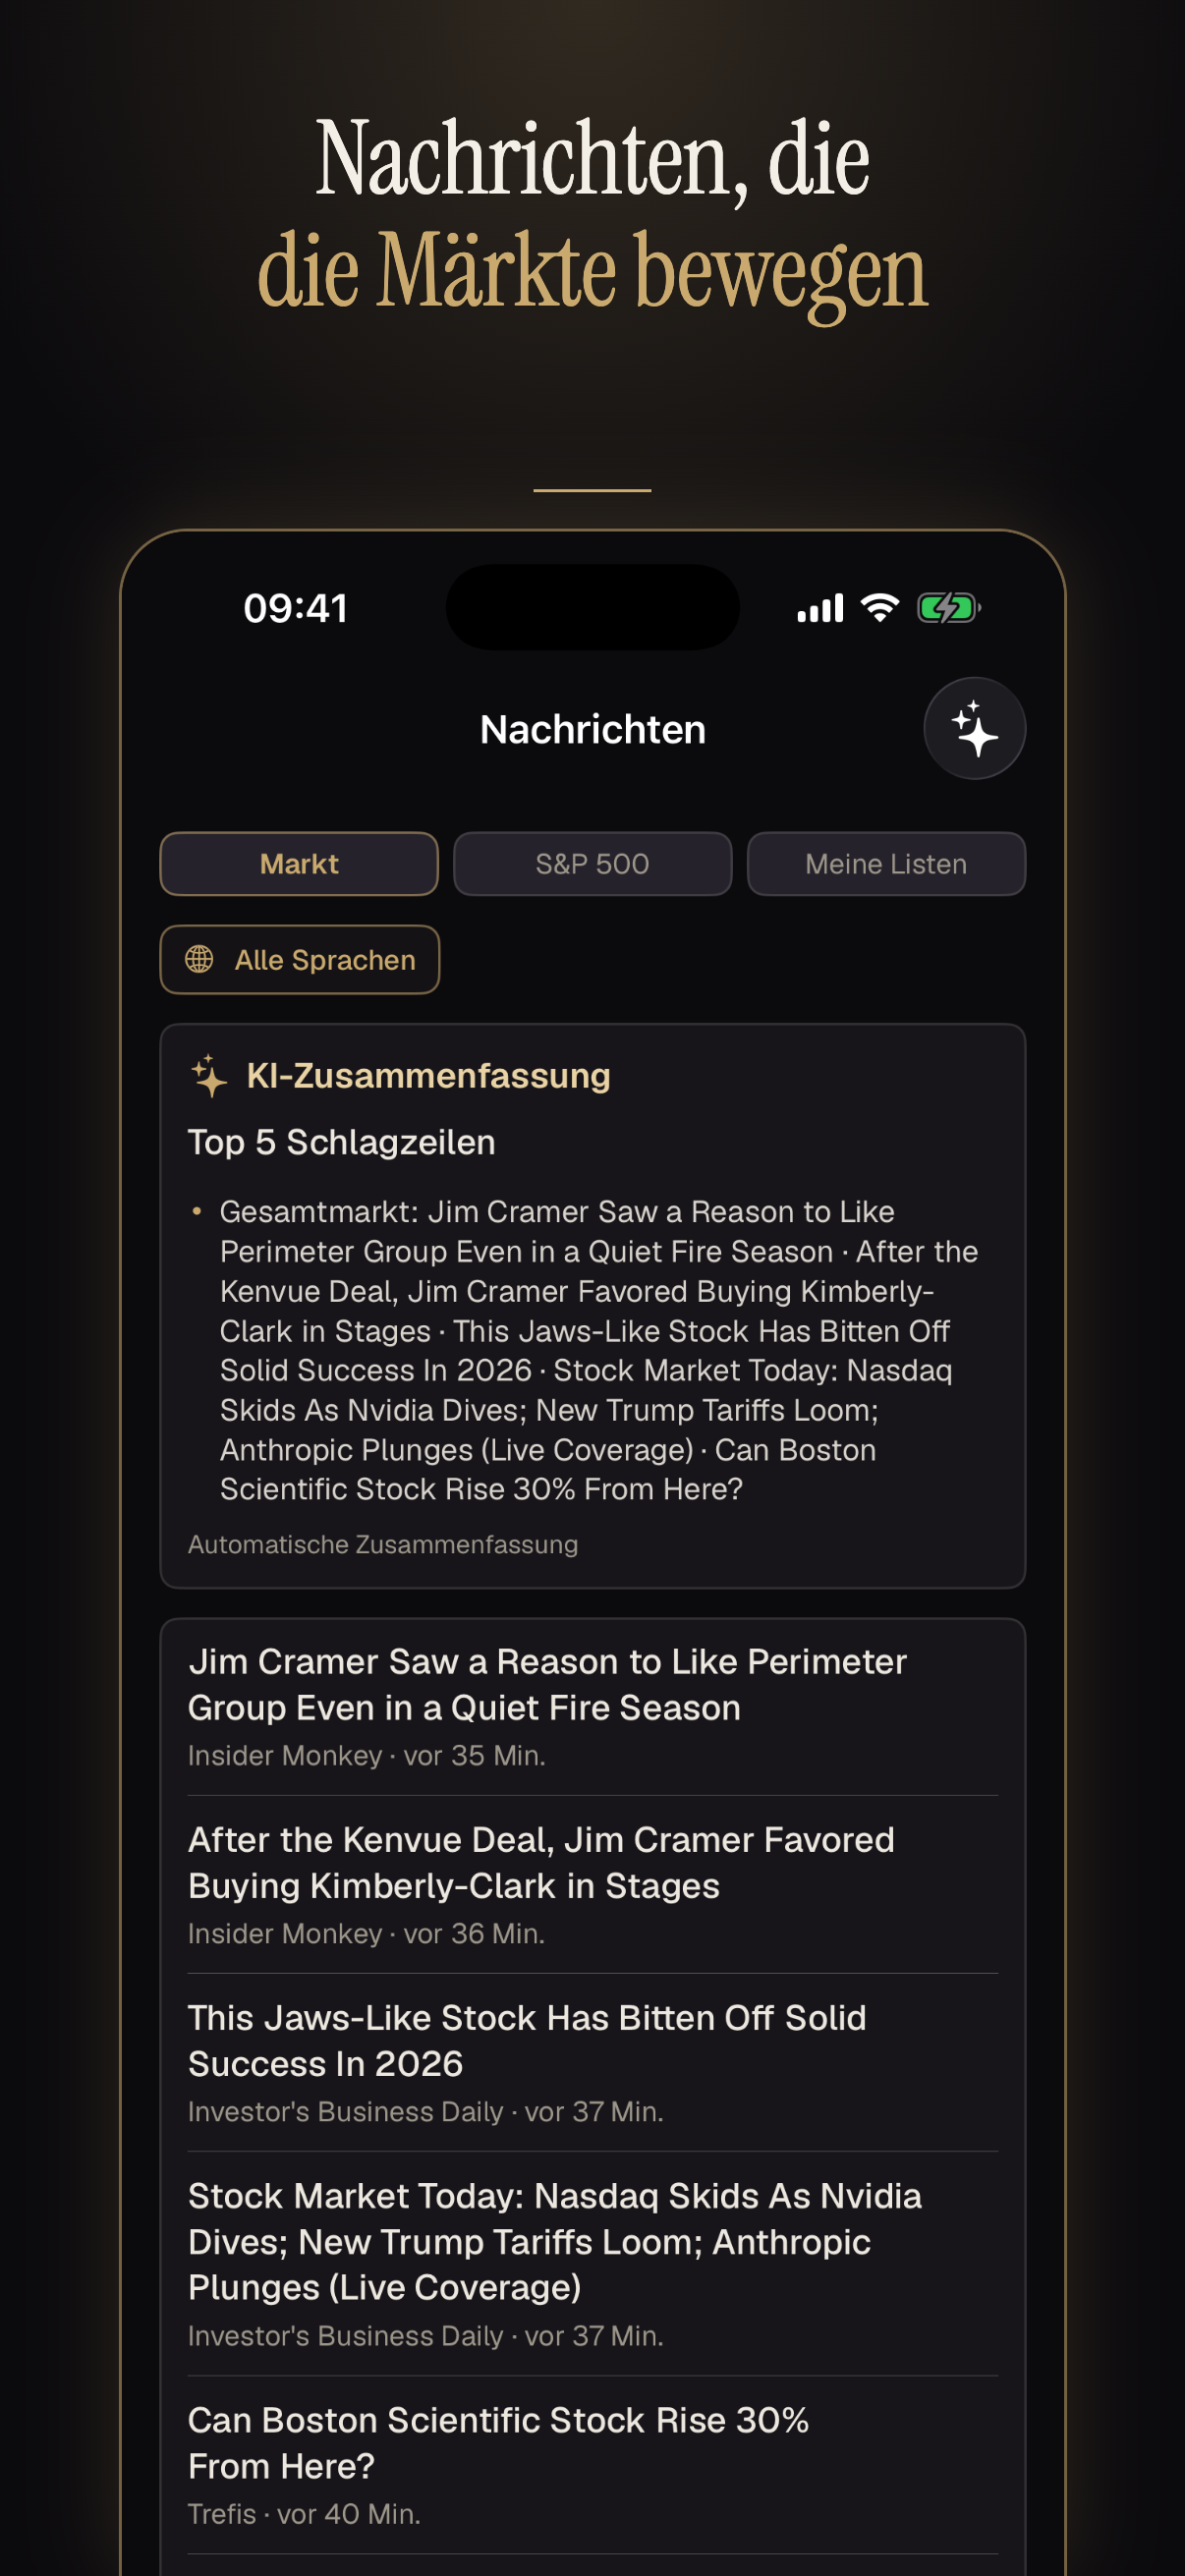 Nachrichten, die
die Märkte bewegen
09:41
Nachrichten
Markt
S&P 500
Meine Listen
Alle Sprachen
KI-Zusammenfassung
Top 5 Schlagzeilen
• Gesamtmarkt: Jim Cramer Saw a Reason to Like
Perimeter Group Even in a Quiet Fire Season · After the
Kenvue Deal, Jim Cramer Favored Buying Kimberly-
Clark in Stages · This Jaws-Like Stock Has Bitten Off
Solid Success In 2026 · Stock Market Today: Nasdaq
Skids As Nvidia Dives; New Trump Tariffs Loom;
Anthropic Plunges (Live Coverage) · Can Boston
Scientific Stock Rise 30% From Here?
Automatische Zusammenfassung
Jim Cramer Saw a Reason to Like Perimeter
Group Even in a Quiet Fire Season
Insider Monkey · vor 35 Min.
After the Kenvue Deal, Jim Cramer Favored
Buying Kimberly-Clark in Stages
Insider Monkey · vor 36 Min.
This Jaws-Like Stock Has Bitten Off Solid
Success In 2026
Investor's Business Daily · vor 37 Min.
Stock Market Today: Nasdaq Skids As Nvidia
Dives; New Trump Tariffs Loom; Anthropic
Plunges (Live Coverage)
Investor's Business Daily · vor 37 Min.
Can Boston Scientific Stock Rise 30%
From Here?
Trefis · vor 40 Min.